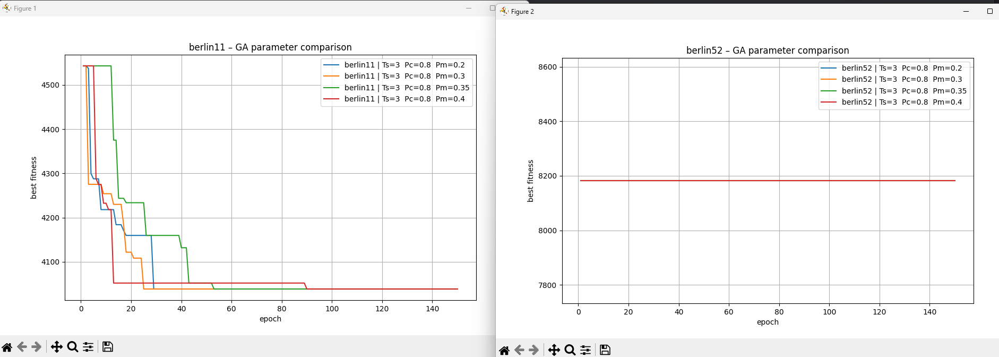 Figure 1
berlin11 – GA parameter comparison
berlin11 | Ts=3 Pc=0.8 Pm=0.2
berlin11 | Ts=3 Pc=0.8 Pm=0.3
berlin11 | Ts=3 Pc=0.8 Pm=0.35
berlin11 | Ts=3 Pc=0.8 Pm=0.4
best fitness
4500
4400
4300
4200
4100
0 20 40 60 80 100 120 140
epoch
Figure 2
berlin52 – GA parameter comparison
berlin52 | Ts=3 Pc=0.8 Pm=0.2
berlin52 | Ts=3 Pc=0.8 Pm=0.3
berlin52 | Ts=3 Pc=0.8 Pm=0.35
berlin52 | Ts=3 Pc=0.8 Pm=0.4
best fitness
8600
8400
8200
8000
7800
0 20 40 60 80 100 120 140
epoch